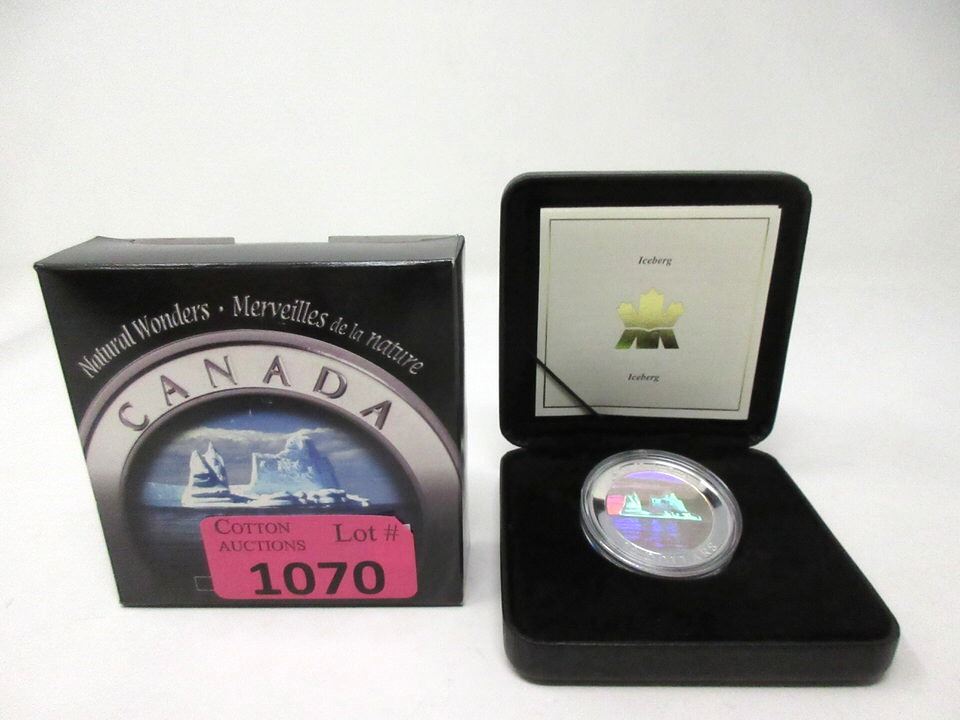 Natural Wonders · Merveilles de la nature
CANADA
COTTON
AUCTIONS
Lot #
1070
Iceberg
Iceberg